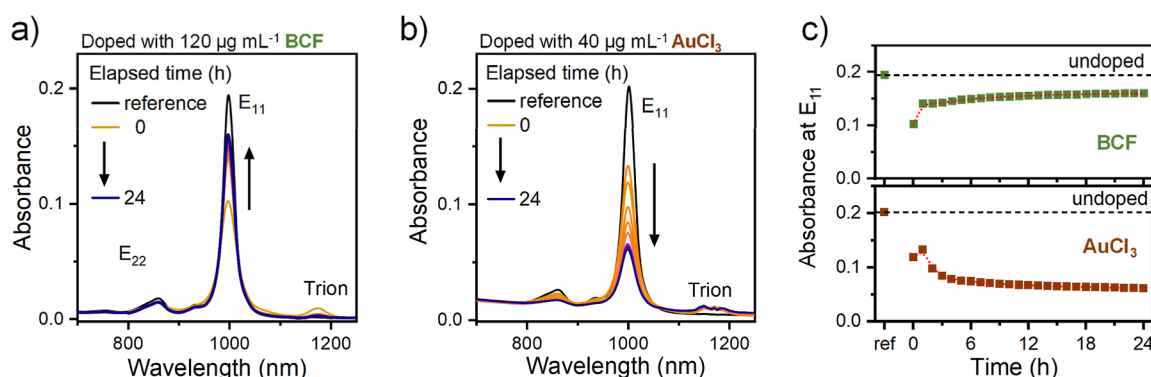 a)
Doped with 120 µg mL⁻¹ BCF
Elapsed time (h)
reference
0
24
E₁₁
E₂₂
Trion
0.2
0.1
0.0
Absorbance
800 1000 1200
Wavelength (nm)
b)
Doped with 40 µg mL⁻¹ AuCl₃
Elapsed time (h)
reference
0
24
E₁₁
Trion
0.2
0.1
0.0
Absorbance
800 1000 1200
Wavelength (nm)
c)
undoped
0.2
0.1
0.0
BCF
undoped
0.2
0.1
0.0
AuCl₃
Absorbance at E₁₁
ref 0 6 12 18 24
Time (h)